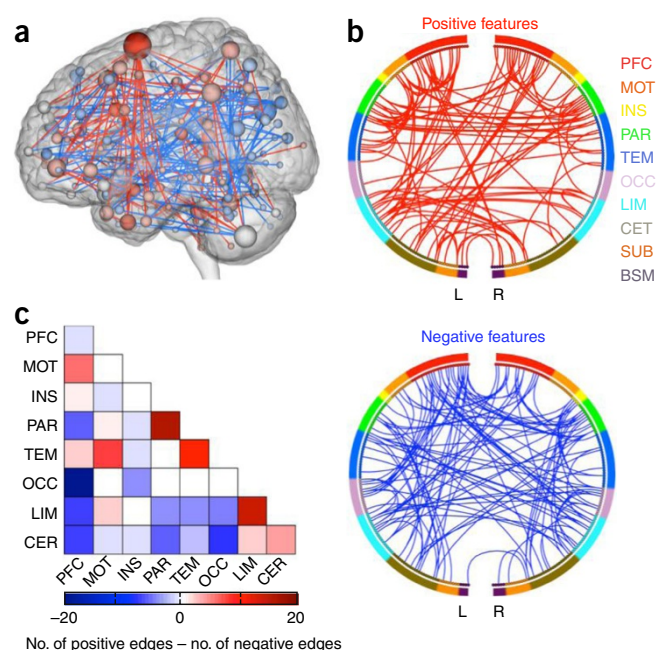 a
b
Positive features
PFC
MOT
INS
PAR
TEM
OCC
LIM
CET
SUB
BSM
L R
Negative features
L R
c
PFC
MOT
INS
PAR
TEM
OCC
LIM
CER
PFC MOT INS PAR TEM OCC LIM CER
–20 0 20
No. of positive edges – no. of negative edges